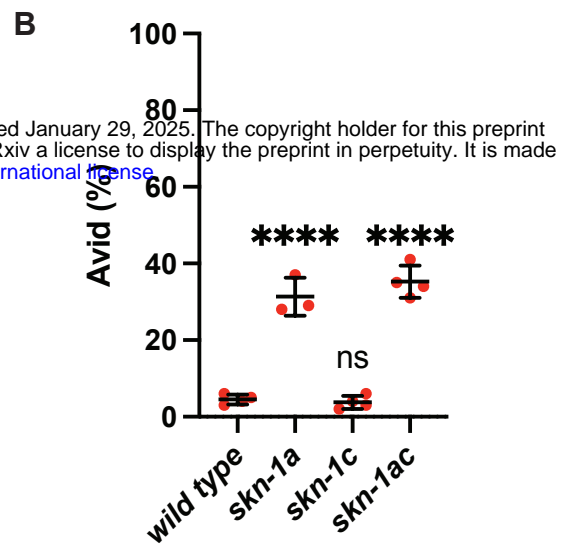 B
100
80
ed January 29, 2025. The copyright holder for this preprint
Rxiv a license to display the preprint in perpetuity. It is made
rnational license
60
Avid (%)
**** ****
40
20
ns
0
wild type
skn-1a
skn-1c
skn-1ac